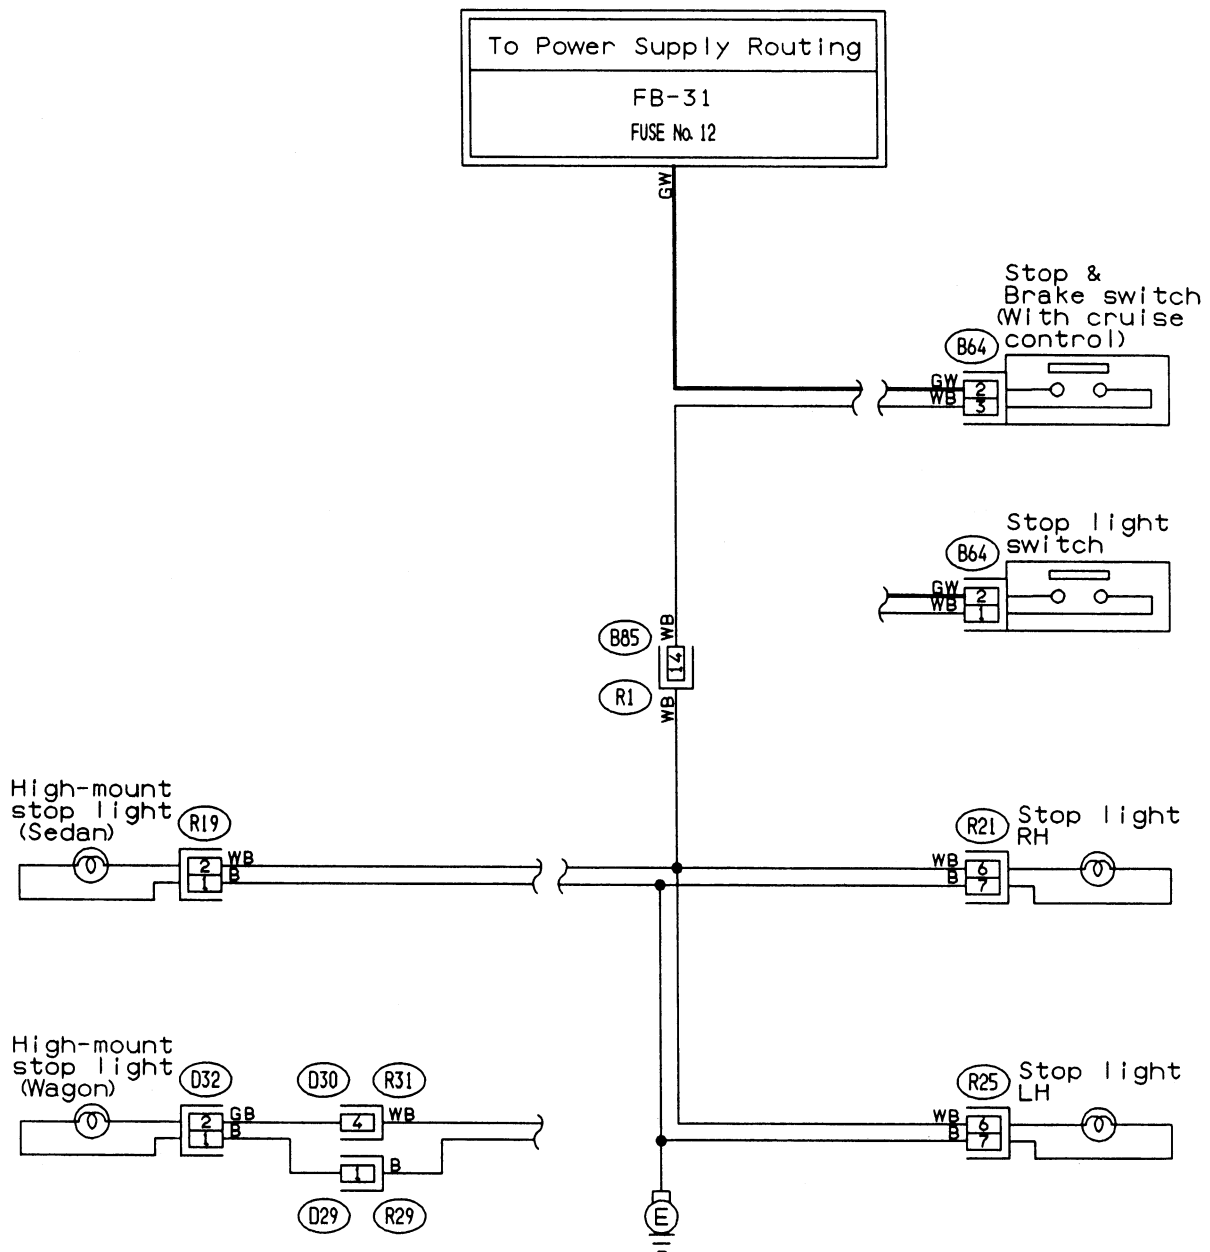 To Power Supply Routing
FB-31
FUSE No. 12
GW
Stop &
Brake switch
(With cruise
control)
B64
GW
WB
2
3
Stop light
switch
B64
GW
WB
2
1
B85
WB
14
R1
WB
High-mount
stop light
(Sedan)
R19
WB
B
2
1
R21
Stop light
RH
WB
B
6
7
High-mount
stop light
(Wagon)
D32
2
1
GB
B
D30
R31
4
WB
1
B
D29
R29
R25
Stop light
LH
WB
B
6
7
E